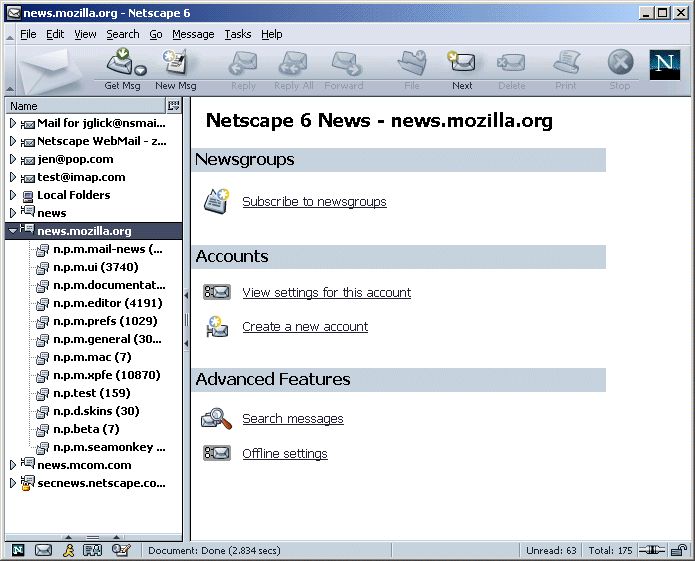 news.mozilla.org - Netscape 6
File Edit View Search Go Message Tasks Help
Get Msg New Msg Reply Reply All Forward File Next Delete Print Stop
N
Name
Mail for jglick@nsmai...
Netscape WebMail - z...
jen@pop.com
test@imap.com
Local Folders
news
news.mozilla.org
n.p.m.mail-news (...
n.p.m.ui (3740)
n.p.m.documentat...
n.p.m.editor (4191)
n.p.m.prefs (1029)
n.p.m.general (30...
n.p.m.mac (7)
n.p.m.xpfe (10870)
n.p.test (159)
n.p.d.skins (30)
n.p.beta (7)
n.p.m.seamonkey ...
news.mcom.com
secnews.netscape.co...
Netscape 6 News - news.mozilla.org
Newsgroups
Subscribe to newsgroups
Accounts
View settings for this account
Create a new account
Advanced Features
Search messages
Offline settings
N
Document: Done (2.834 secs)
Unread: 63
Total: 175